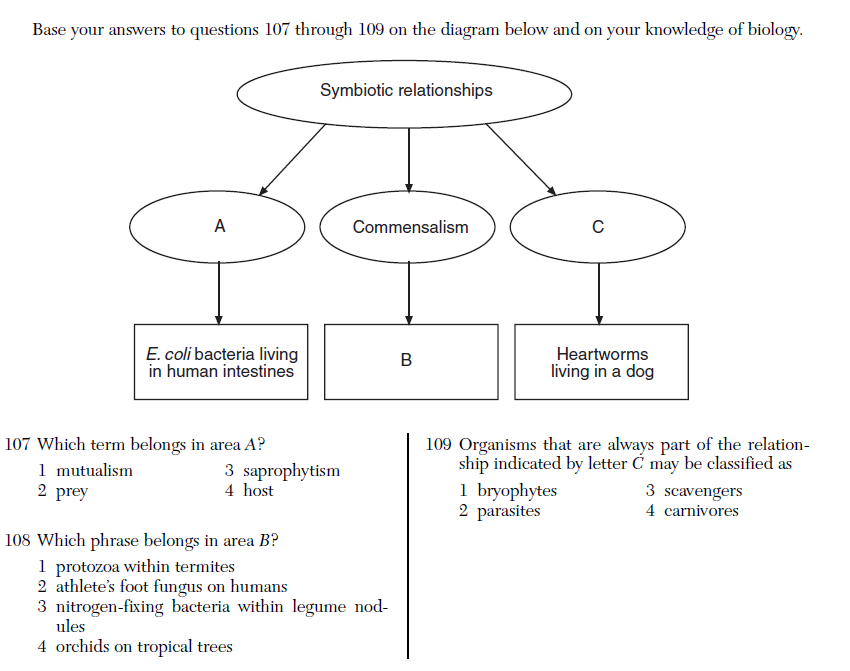 Base your answers to questions 107 through 109 on the diagram below and on your knowledge of biology.
Symbiotic relationships
A
Commensalism
C
E. coli bacteria living
in human intestines
B
Heartworms
living in a dog
107 Which term belongs in area A?
1 mutualism 3 saprophytism
2 prey 4 host
108 Which phrase belongs in area B?
1 protozoa within termites
2 athlete's foot fungus on humans
3 nitrogen-fixing bacteria within legume nod-
ules
4 orchids on tropical trees
109 Organisms that are always part of the relation-
ship indicated by letter C may be classified as
1 bryophytes 3 scavengers
2 parasites 4 carnivores